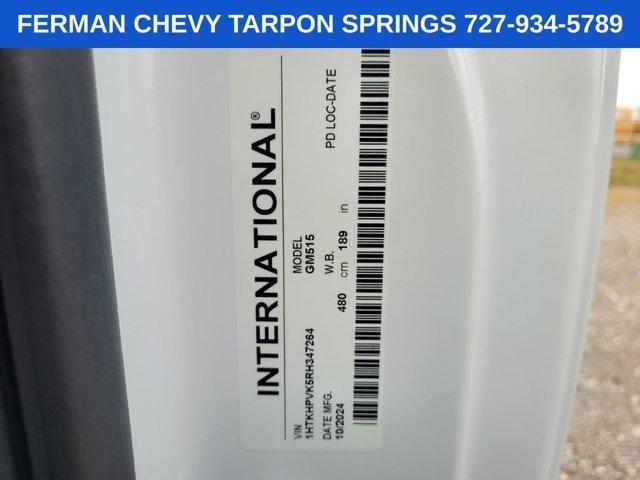 FERMAN CHEVY TARPON SPRINGS 727-934-5789
INTERNATIONAL®
VIN MODEL
1HTKHPVK5RH347264 GM515
DATE MFG. W.B. PD LOC-DATE
10/2024 480 cm 189 in